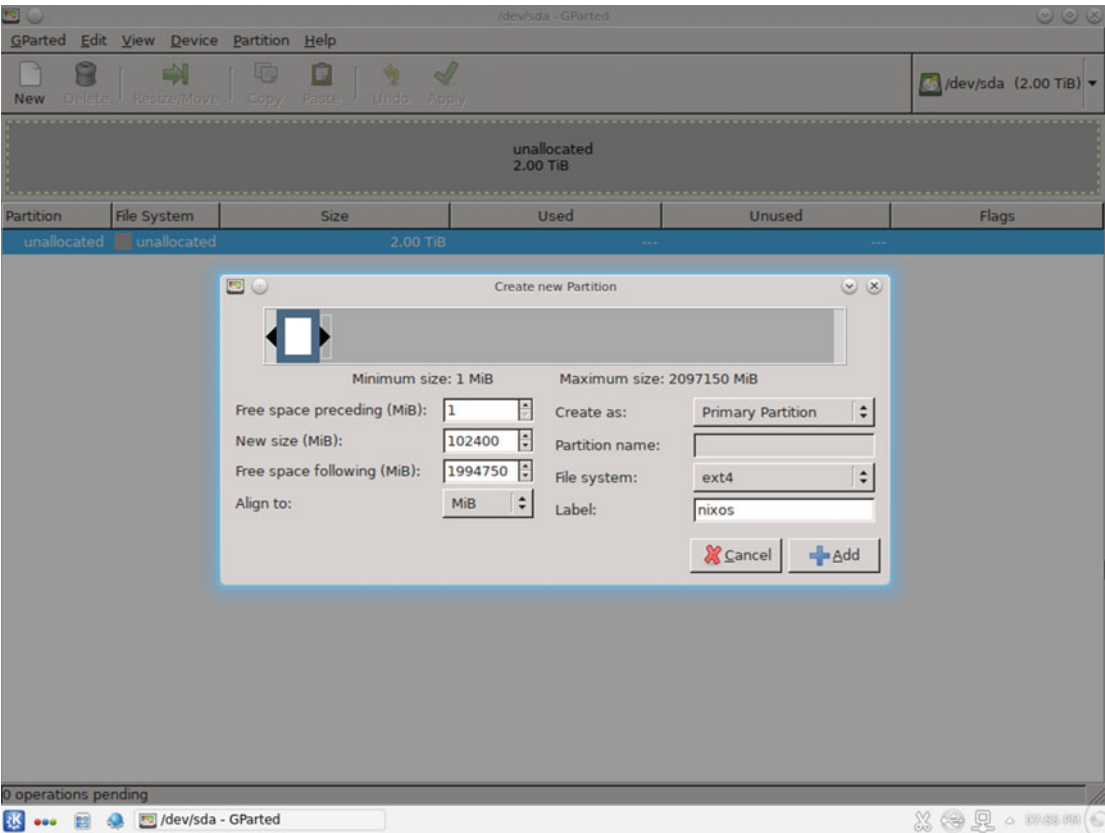 /dev/sda - GParted
GParted Edit View Device Partition Help
New Delete Resize/Move Copy Paste Undo Apply
/dev/sda (2.00 TiB)
unallocated
2.00 TiB
Partition File System Size Used Unused Flags
unallocated unallocated 2.00 TiB --- ---
Create new Partition
Minimum size: 1 MiB Maximum size: 2097150 MiB
Free space preceding (MiB): 1 Create as: Primary Partition
New size (MiB): 102400 Partition name:
Free space following (MiB): 1994750 File system: ext4
Align to: MiB Label: nixos
Cancel Add
0 operations pending
/dev/sda - GParted
PM